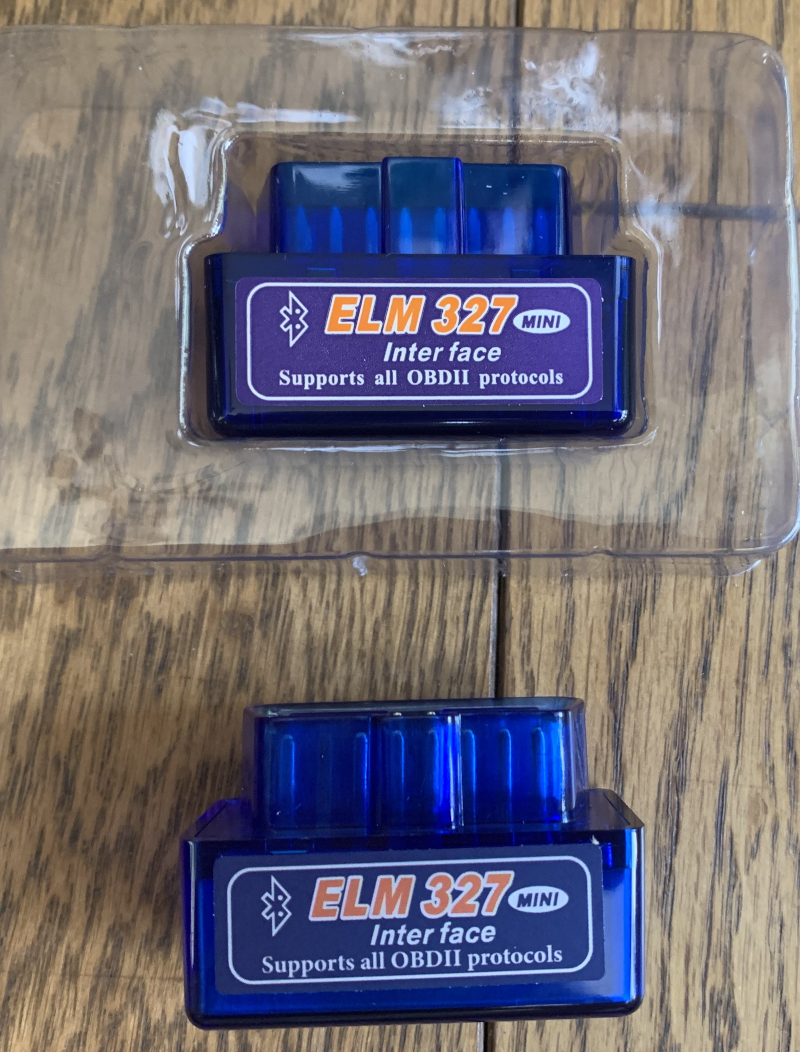 ELM 327 MINI
Inter face
Supports all OBDII protocols
ELM 327 MINI
Inter face
Supports all OBDII protocols